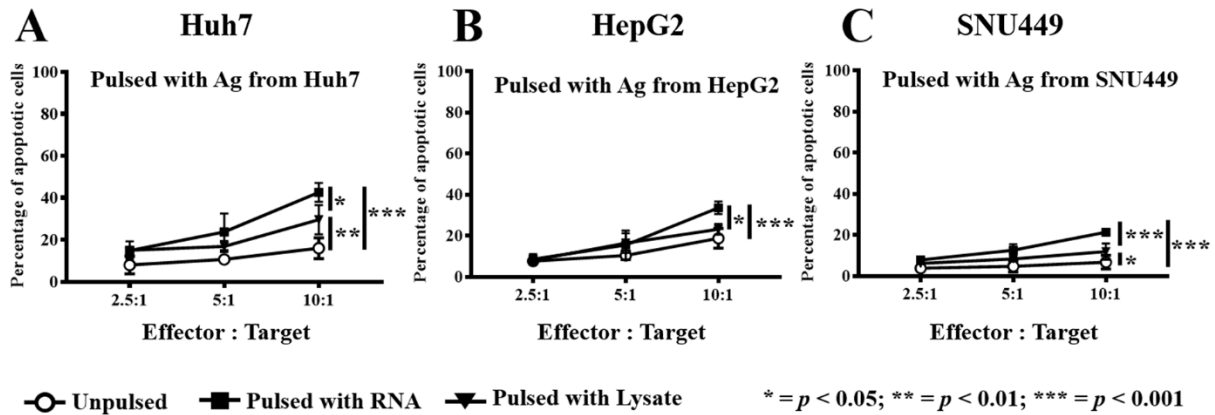 A Huh7
Pulsed with Ag from Huh7
Percentage of apoptotic cells
100
80
60
40
20
0
2.5:1 5:1 10:1
Effector : Target
*
**
***
B HepG2
Pulsed with Ag from HepG2
Percentage of apoptotic cells
100
80
60
40
20
0
2.5:1 5:1 10:1
Effector : Target
*
***
C SNU449
Pulsed with Ag from SNU449
Percentage of apoptotic cells
100
80
60
40
20
0
2.5:1 5:1 10:1
Effector : Target
***
*
***
Unpulsed Pulsed with RNA Pulsed with Lysate * = p < 0.05; ** = p < 0.01; *** = p < 0.001